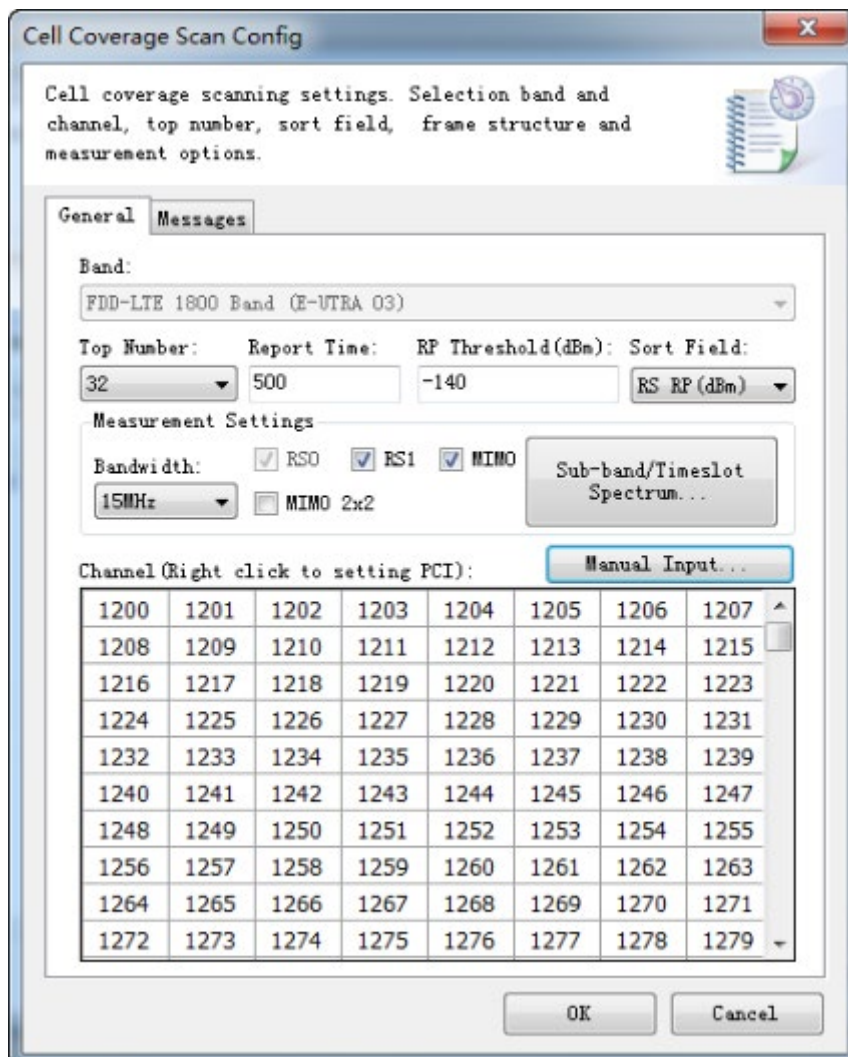 Cell Coverage Scan Config
Cell coverage scanning settings. Selection band and
channel, top number, sort field, frame structure and
measurement options.
General Messages
Band:
FDD-LTE 1800 Band (E-UTRA 03)
Top Number: Report Time: RP Threshold(dBm): Sort Field:
32 500 -140 RS RP(dBm)
Measurement Settings
Bandwidth: RS0 RS1 MIMO Sub-band/Timeslot
Spectrum...
15MHz MIMO 2x2
Channel(Right click to setting PCI): Manual Input...
1200 1201 1202 1203 1204 1205 1206 1207
1208 1209 1210 1211 1212 1213 1214 1215
1216 1217 1218 1219 1220 1221 1222 1223
1224 1225 1226 1227 1228 1229 1230 1231
1232 1233 1234 1235 1236 1237 1238 1239
1240 1241 1242 1243 1244 1245 1246 1247
1248 1249 1250 1251 1252 1253 1254 1255
1256 1257 1258 1259 1260 1261 1262 1263
1264 1265 1266 1267 1268 1269 1270 1271
1272 1273 1274 1275 1276 1277 1278 1279
OK Cancel